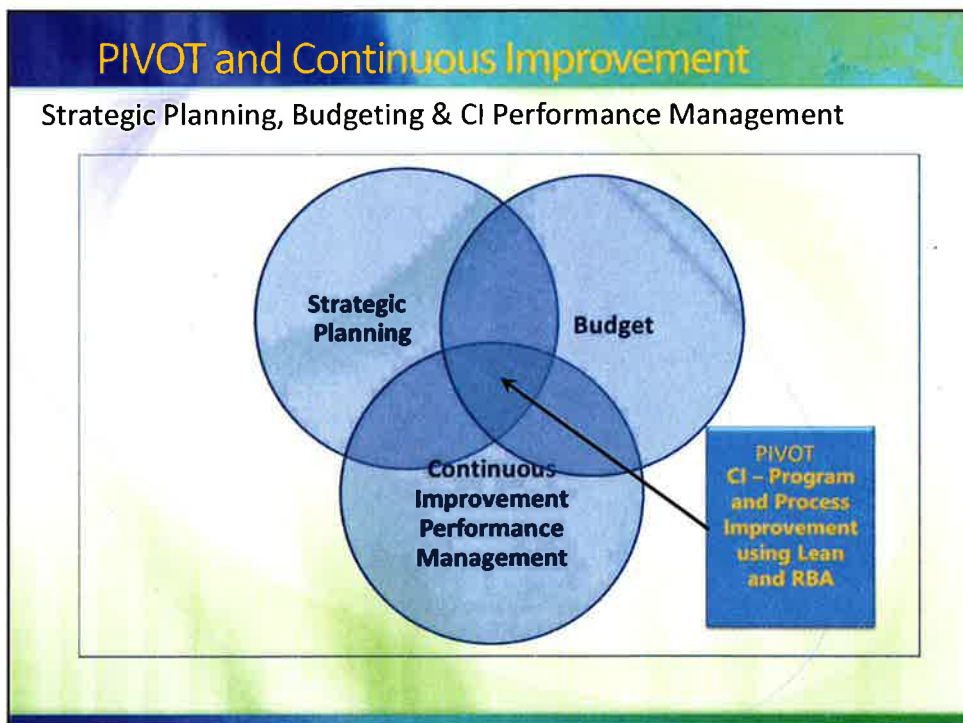 PIVOT and Continuous Improvement
Strategic Planning, Budgeting & CI Performance Management
Strategic
Planning
Budget
Continuous
Improvement
Performance
Management
PIVOT
CI – Program
and Process
Improvement
using Lean
and RBA